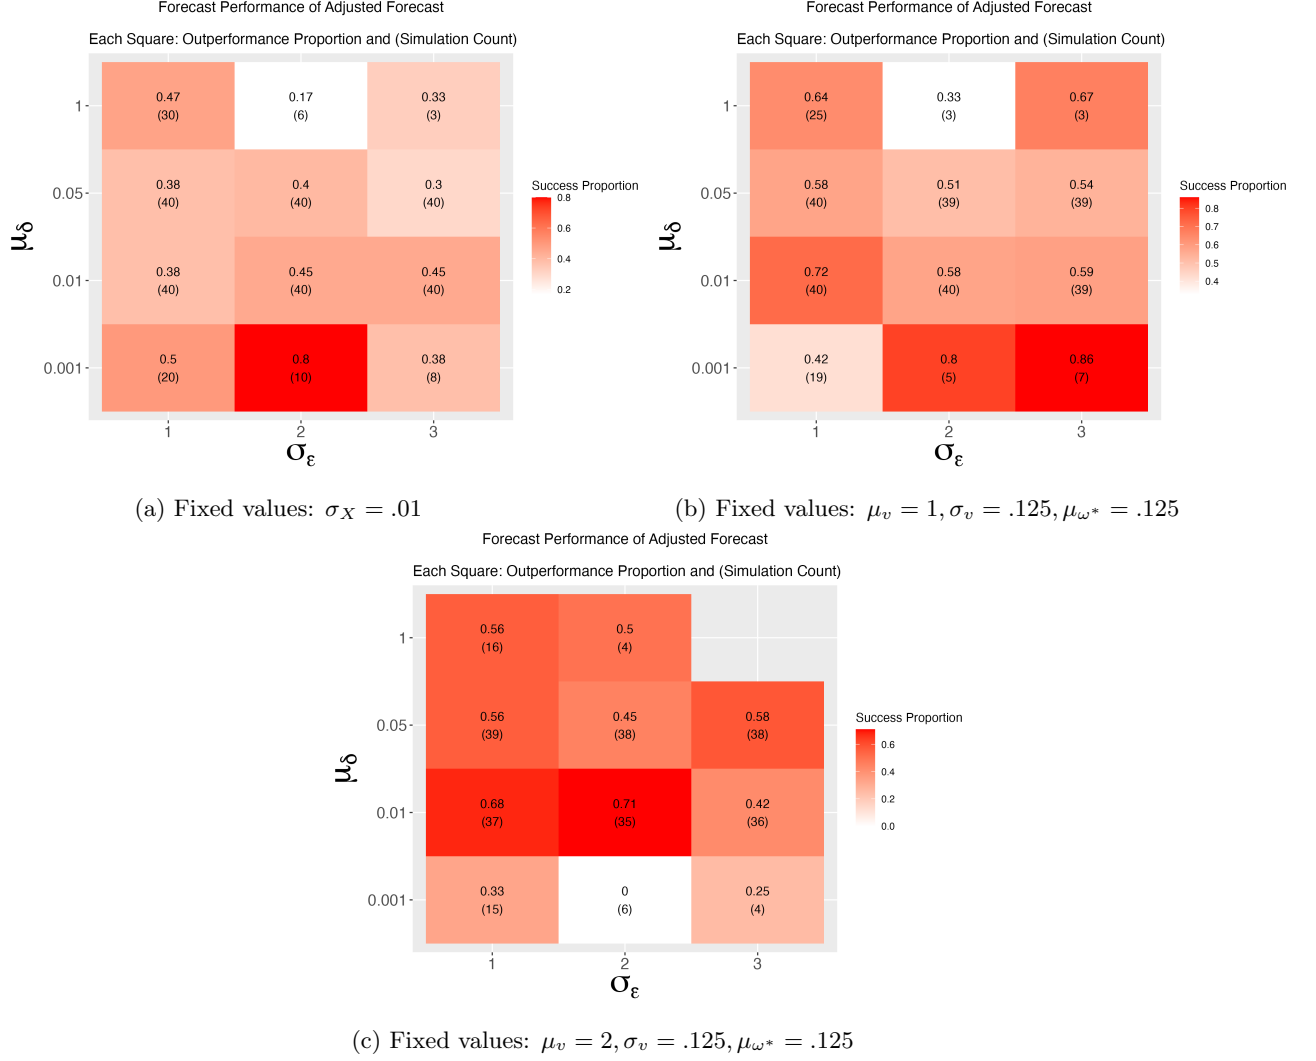 Forecast Performance of Adjusted Forecast
Each Square: Outperformance Proportion and (Simulation Count)
0.47 0.17 0.33
(30) (6) (3)
0.38 0.4 0.3
(40) (40) (40)
0.38 0.45 0.45
(40) (40) (40)
0.5 0.8 0.38
(20) (10) (8)
1
0.05
0.01
0.001
μδ
1 2 3
σε
Success Proportion
0.8
0.6
0.4
0.2
(a) Fixed values: σX = .01
Forecast Performance of Adjusted Forecast
Each Square: Outperformance Proportion and (Simulation Count)
0.64 0.33 0.67
(25) (3) (3)
0.58 0.51 0.54
(40) (39) (39)
0.72 0.58 0.59
(40) (40) (39)
0.42 0.8 0.86
(19) (5) (7)
1
0.05
0.01
0.001
μδ
1 2 3
σε
Success Proportion
0.8
0.7
0.6
0.5
0.4
(b) Fixed values: μv = 1, σv = .125, μω* = .125
Forecast Performance of Adjusted Forecast
Each Square: Outperformance Proportion and (Simulation Count)
0.56 0.5
(16) (4)
0.56 0.45 0.58
(39) (38) (38)
0.68 0.71 0.42
(37) (35) (36)
0.33 0 0.25
(15) (6) (4)
1
0.05
0.01
0.001
μδ
1 2 3
σε
Success Proportion
0.6
0.4
0.2
0.0
(c) Fixed values: μv = 2, σv = .125, μω* = .125